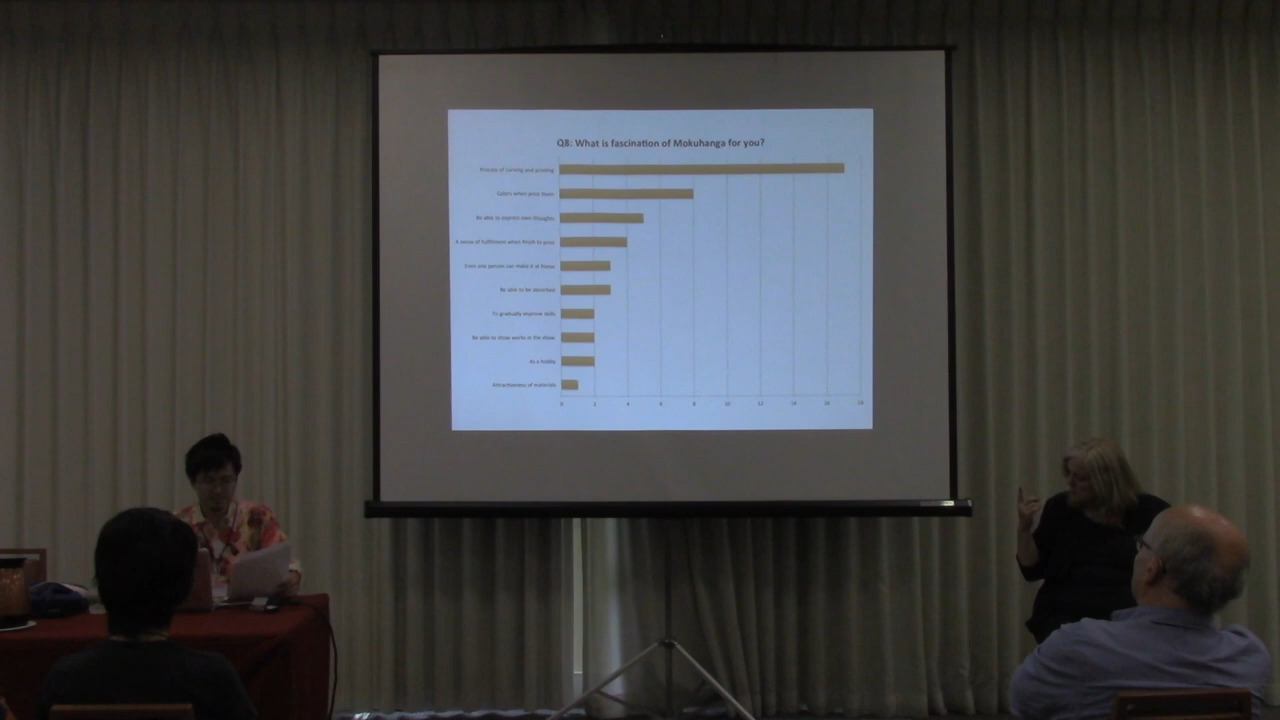 Q8: What is fascination of Mokuhanga for you?
Process of carving and printing
Colors when print them
Be able to express own thoughts
A sense of fulfillment when finish to print
Even one person can make it at home
Be able to be absorbed
To gradually improve skills
Be able to show works in the show
As a hobby
Attractiveness of materials
0 2 4 6 8 10 12 14 16 18